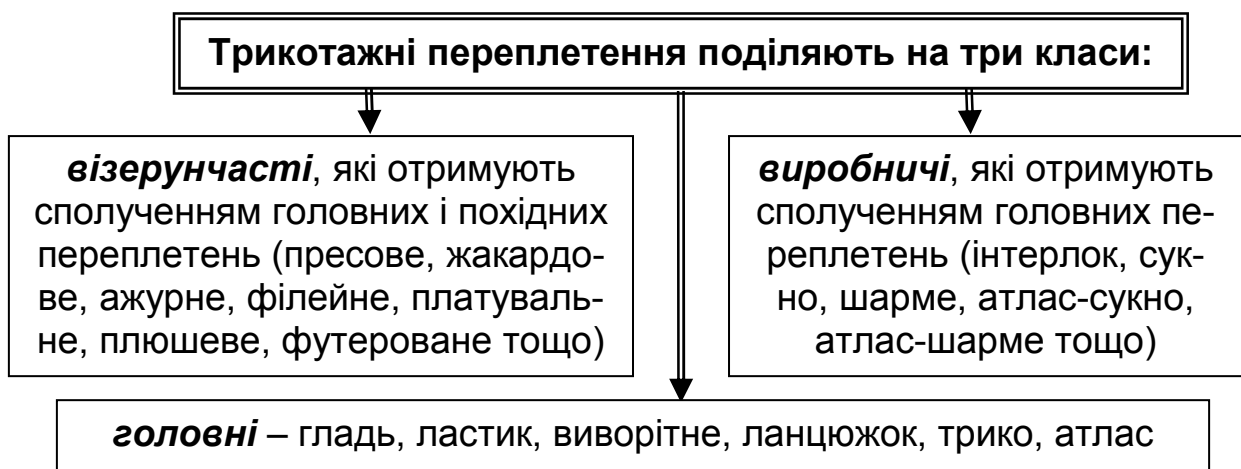 Трикотажні переплетення поділяють на три класи:
візерунчасті, які отримують
сполученням головних і похідних
переплетень (пресове, жакардо-
ве, ажурне, філейне, платуваль-
не, плюшеве, футероване тощо)
виробничі, які отримують
сполученням головних пе-
реплетень (інтерлок, сук-
но, шарме, атлас-сукно,
атлас-шарме тощо)
головні – гладь, ластик, виворітне, ланцюжок, трико, атлас